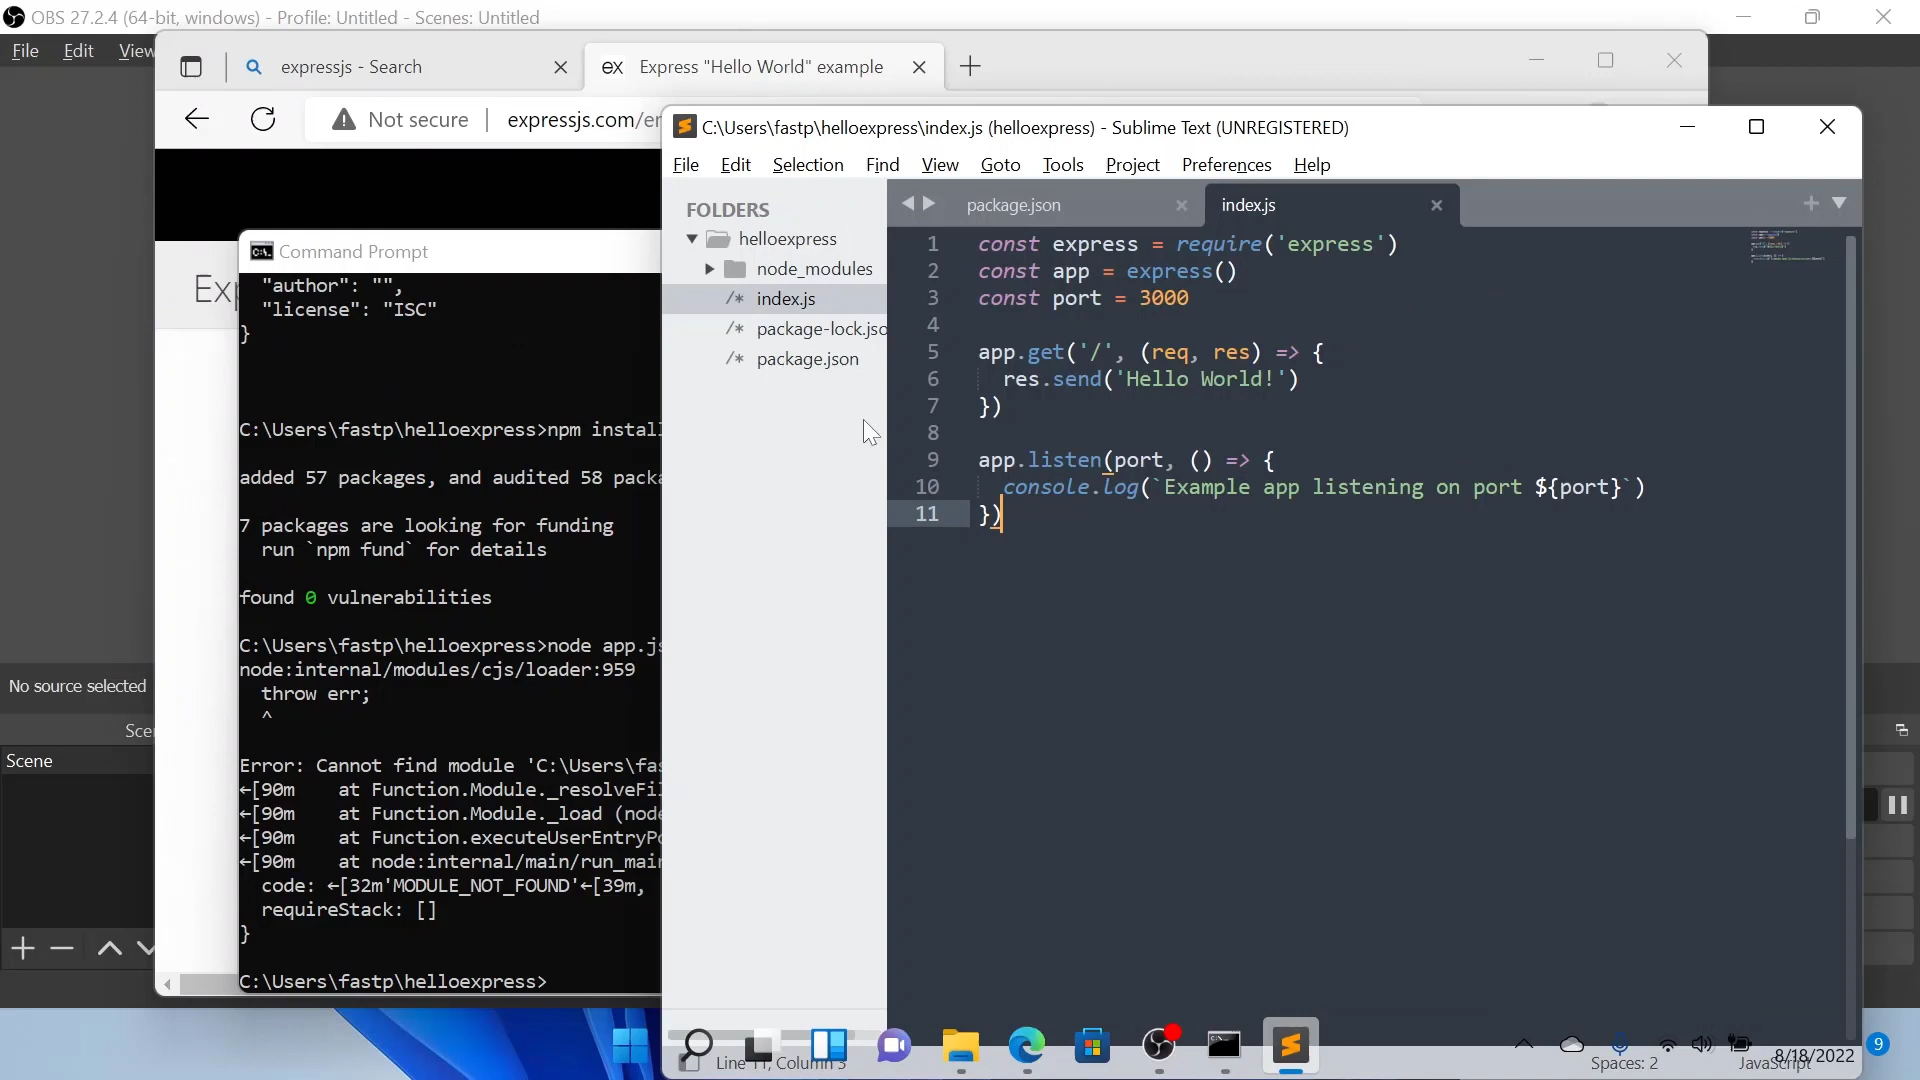 OBS 27.2.4 (64-bit, windows) - Profile: Untitled - Scenes: Untitled
File Edit View
expressjs - Search
ex Express "Hello World" example
Not secure expressjs.com/er
C:\Users\fastp\helloexpress\index.js (helloexpress) - Sublime Text (UNREGISTERED)
File Edit Selection Find View Goto Tools Project Preferences Help
FOLDERS
helloexpress
node_modules
/* index.js
/* package-lock.jso
/* package.json
package.json
index.js
1 const express = require('express')
2 const app = express()
3 const port = 3000
4
5 app.get('/', (req, res) => {
6 res.send('Hello World!')
7 })
8
9 app.listen(port, () => {
10 console.log(`Example app listening on port ${port}`)
11 })
Exp
Command Prompt
"author": "",
"license": "ISC"
}
C:\Users\fastp\helloexpress>npm install
added 57 packages, and audited 58 packa
7 packages are looking for funding
run `npm fund` for details
found 0 vulnerabilities
C:\Users\fastp\helloexpress>node app.js
node:internal/modules/cjs/loader:959
throw err;
^
Error: Cannot find module 'C:\Users\fas
←[90m at Function.Module._resolveFil
←[90m at Function.Module._load (node
←[90m at Function.executeUserEntryPo
←[90m at node:internal/main/run_main
code: ←[32m'MODULE_NOT_FOUND'←[39m,
requireStack: []
}
C:\Users\fastp\helloexpress>
No source selected
Sce
Scene
Line 11, Column 3
Spaces: 2
JavaScript
8/18/2022
9